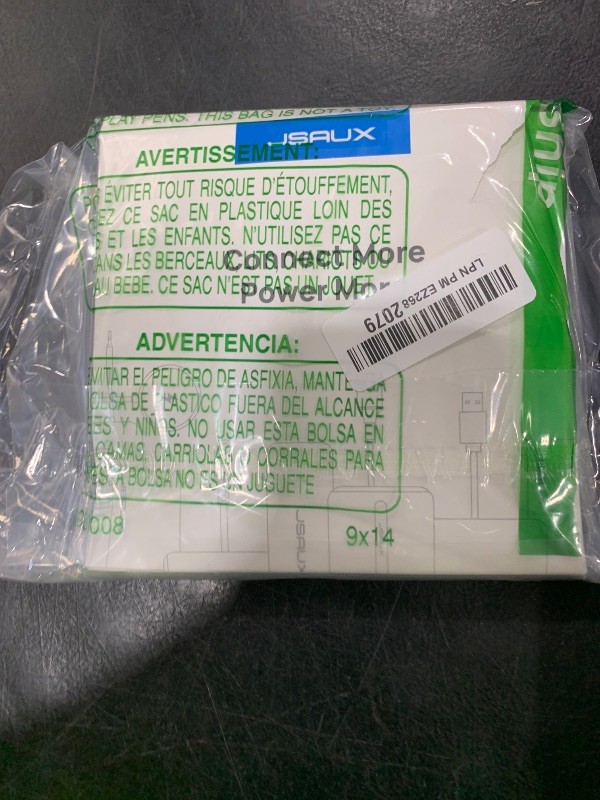 PLAY PENS. THIS BAG IS NOT A TOY
JSAUX
AVERTISSEMENT:
ÉVITER TOUT RISQUE D'ÉTOUFFEMENT,
CE SAC EN PLASTIQUE LOIN DES
ET LES ENFANTS. N'UTILISEZ PAS CE
LES BERCEAUX, LITS
BEBE. CE SAC N'EST PAS UN JOUET
Connect More
Power More
LPN PM EZ268 2079
ADVERTENCIA:
EVITAR EL PELIGRO DE ASFIXIA, MANTENGA
BOLSA DE PLASTICO FUERA DEL ALCANCE
Y NIÑOS. NO USAR ESTA BOLSA EN
CAMAS, CARRIOLAS O CORRALES PARA
BOLSA NO ES UN JUGUETE
008
9x14
JSAUX